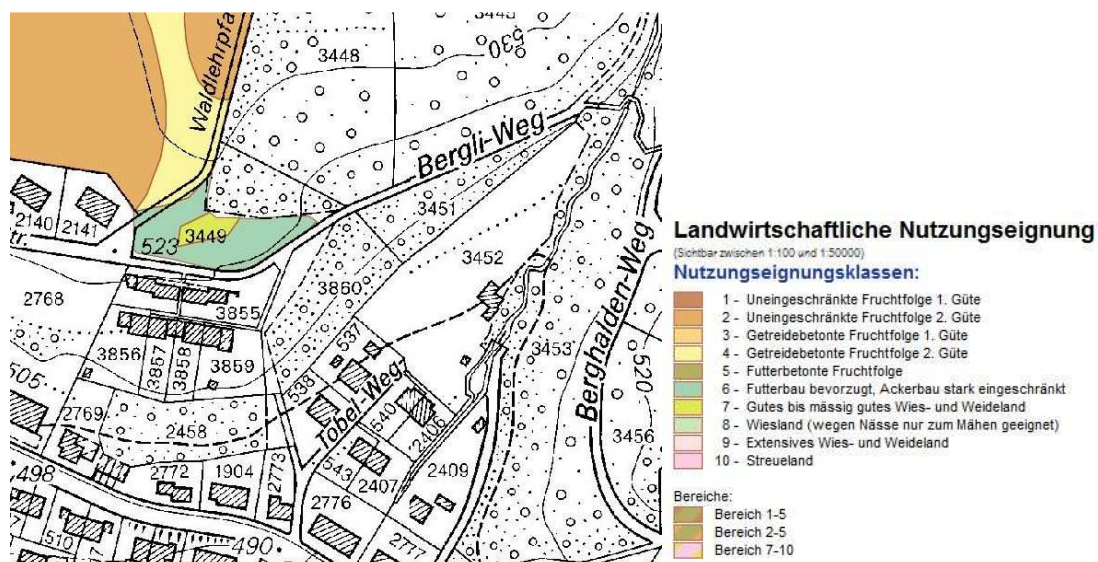 3445
530
3448
Waldlehrpfa
Bergli-Weg
3451
2140
2141
3449
tr.
523
3452
3860
2768
3855
537
3453
Berghalden-Weg
3856
3857
3858
3859
505
538
Tobel-Weg
520
2769
540
2406
2458
3456
498
2772
1904
2773
543
2407
2409
2776
510
490
2777
Landwirtschaftliche Nutzungseignung
(Sichtbar zwischen 1:100 und 1:50000)
Nutzungseignungsklassen:
1 - Uneingeschränkte Fruchtfolge 1. Güte
2 - Uneingeschränkte Fruchtfolge 2. Güte
3 - Getreidebetonte Fruchtfolge 1. Güte
4 - Getreidebetonte Fruchtfolge 2. Güte
5 - Futterbetonte Fruchtfolge
6 - Futterbau bevorzugt, Ackerbau stark eingeschränkt
7 - Gutes bis mässig gutes Wies- und Weideland
8 - Wiesland (wegen Nässe nur zum Mähen geeignet)
9 - Extensives Wies- und Weideland
10 - Streueland
Bereiche:
Bereich 1-5
Bereich 2-5
Bereich 7-10